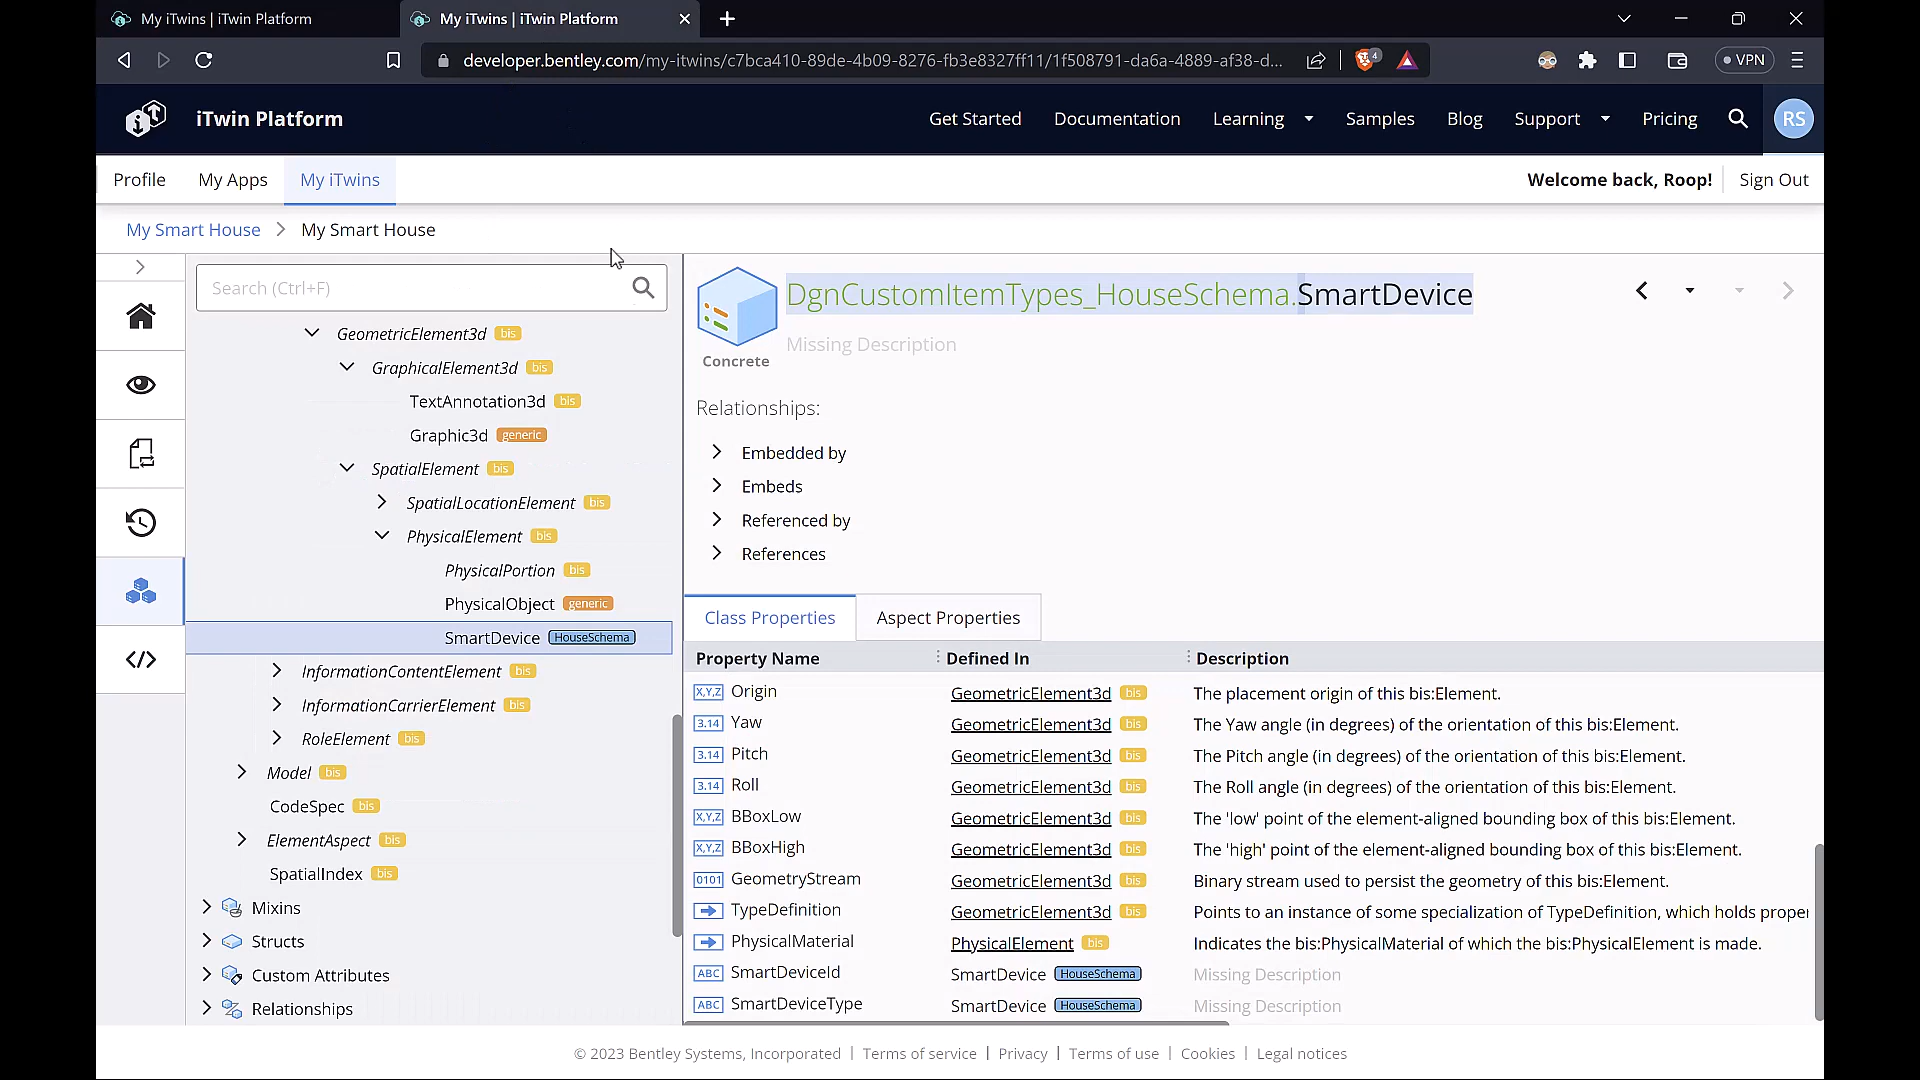 My iTwins | iTwin Platform
My iTwins | iTwin Platform
developer.bentley.com/my-itwins/c7bca410-89de-4b09-8276-fb3e8327ff11/1f508791-da6a-4889-af38-d...
4
VPN
iTwin Platform
Get Started
Documentation
Learning
Samples
Blog
Support
Pricing
RS
Profile
My Apps
My iTwins
Welcome back, Roop!
Sign Out
My Smart House > My Smart House
Search (Ctrl+F)
GeometricElement3d bis
GraphicalElement3d bis
TextAnnotation3d bis
Graphic3d generic
SpatialElement bis
SpatialLocationElement bis
PhysicalElement bis
PhysicalPortion bis
PhysicalObject generic
SmartDevice HouseSchema
InformationContentElement bis
InformationCarrierElement bis
RoleElement bis
Model bis
CodeSpec bis
ElementAspect bis
SpatialIndex bis
Mixins
Structs
Custom Attributes
Relationships
DgnCustomItemTypes_HouseSchema.SmartDevice
Missing Description
Concrete
Relationships:
Embedded by
Embeds
Referenced by
References
Class Properties
Aspect Properties
Property Name Defined In Description
X,Y,Z Origin GeometricElement3d bis The placement origin of this bis:Element.
3.14 Yaw GeometricElement3d bis The Yaw angle (in degrees) of the orientation of this bis:Element.
3.14 Pitch GeometricElement3d bis The Pitch angle (in degrees) of the orientation of this bis:Element.
3.14 Roll GeometricElement3d bis The Roll angle (in degrees) of the orientation of this bis:Element.
X,Y,Z BBoxLow GeometricElement3d bis The 'low' point of the element-aligned bounding box of this bis:Element.
X,Y,Z BBoxHigh GeometricElement3d bis The 'high' point of the element-aligned bounding box of this bis:Element.
0101 GeometryStream GeometricElement3d bis Binary stream used to persist the geometry of this bis:Element.
TypeDefinition GeometricElement3d bis Points to an instance of some specialization of TypeDefinition, which holds proper
PhysicalMaterial PhysicalElement bis Indicates the bis:PhysicalMaterial of which the bis:PhysicalElement is made.
ABC SmartDeviceId SmartDevice HouseSchema Missing Description
ABC SmartDeviceType SmartDevice HouseSchema Missing Description
© 2023 Bentley Systems, Incorporated | Terms of service | Privacy | Terms of use | Cookies | Legal notices